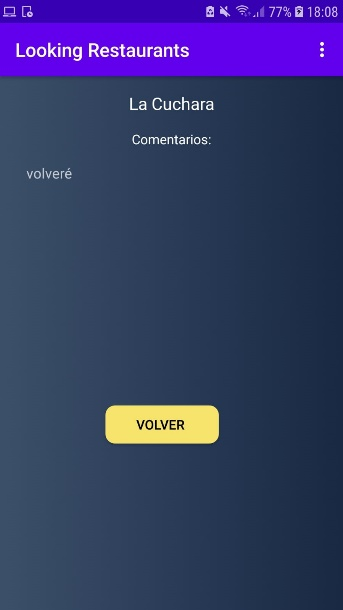 77% 18:08
Looking Restaurants
La Cuchara
Comentarios:
volveré
VOLVER